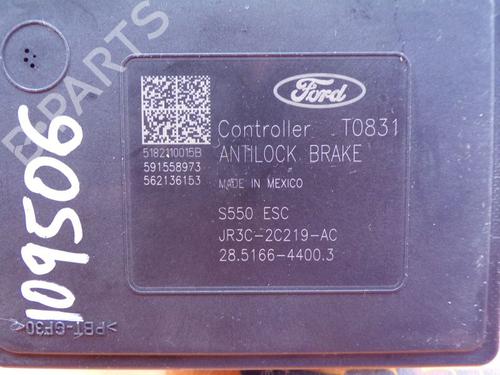 B-PARTS
Ford
Controller T0831
ANTILOCK BRAKE
MADE IN MEXICO
5182110015B
591558973
562136153
S550 ESC
JR3C-2C219-AC
28.5166-4400.3
109506
>PBT-GF30<